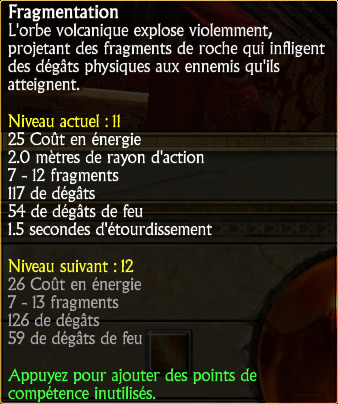 Fragmentation
L'orbe volcanique explose violemment,
projetant des fragments de roche qui infligent
des dégâts physiques aux ennemis qu'ils
atteignent.
Niveau actuel : 11
25 Coût en énergie
2.0 mètres de rayon d'action
7 - 12 fragments
117 de dégâts
54 de dégâts de feu
1.5 secondes d'étourdissement
Niveau suivant : 12
26 Coût en énergie
7 - 13 fragments
126 de dégâts
59 de dégâts de feu
Appuyez pour ajouter des points de
compétence inutilisés.